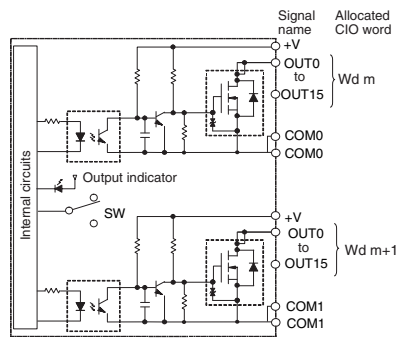 Signal name
Allocated CIO word
+V
OUT0
to
OUT15
Wd m
COM0
COM0
Internal circuits
Output indicator
SW
+V
OUT0
to
OUT15
Wd m+1
COM1
COM1